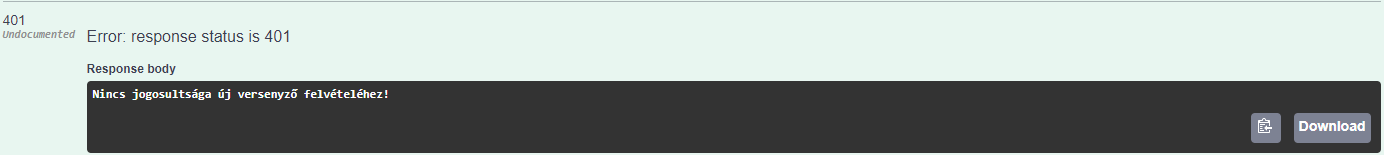 401
Undocumented
Error: response status is 401
Response body
Nincs jogosultsága új versenyző felvételéhez!
Download